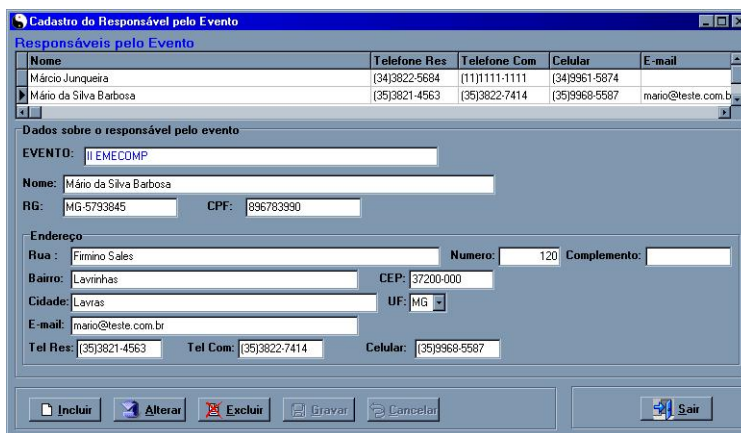 Cadastro do Responsável pelo Evento
Responsáveis pelo Evento
Nome Telefone Res Telefone Com Celular E-mail
Márcio Junqueira (34)3822-5684 (11)1111-1111 (34)9961-5874
Mário da Silva Barbosa (35)3821-4563 (35)3822-7414 (35)9968-5587 mario@teste.com.b
Dados sobre o responsável pelo evento
EVENTO: II EMECOMP
Nome: Mário da Silva Barbosa
RG: MG-5793845 CPF: 896783990
Endereço
Rua : Firmino Sales Numero: 120 Complemento:
Bairro: Lavrinhas CEP: 37200-000
Cidade: Lavras UF: MG
E-mail: mario@teste.com.br
Tel Res: (35)3821-4563 Tel Com: (35)3822-7414 Celular: (35)9968-5587
Incluir Alterar Excluir Gravar Cancelar Sair